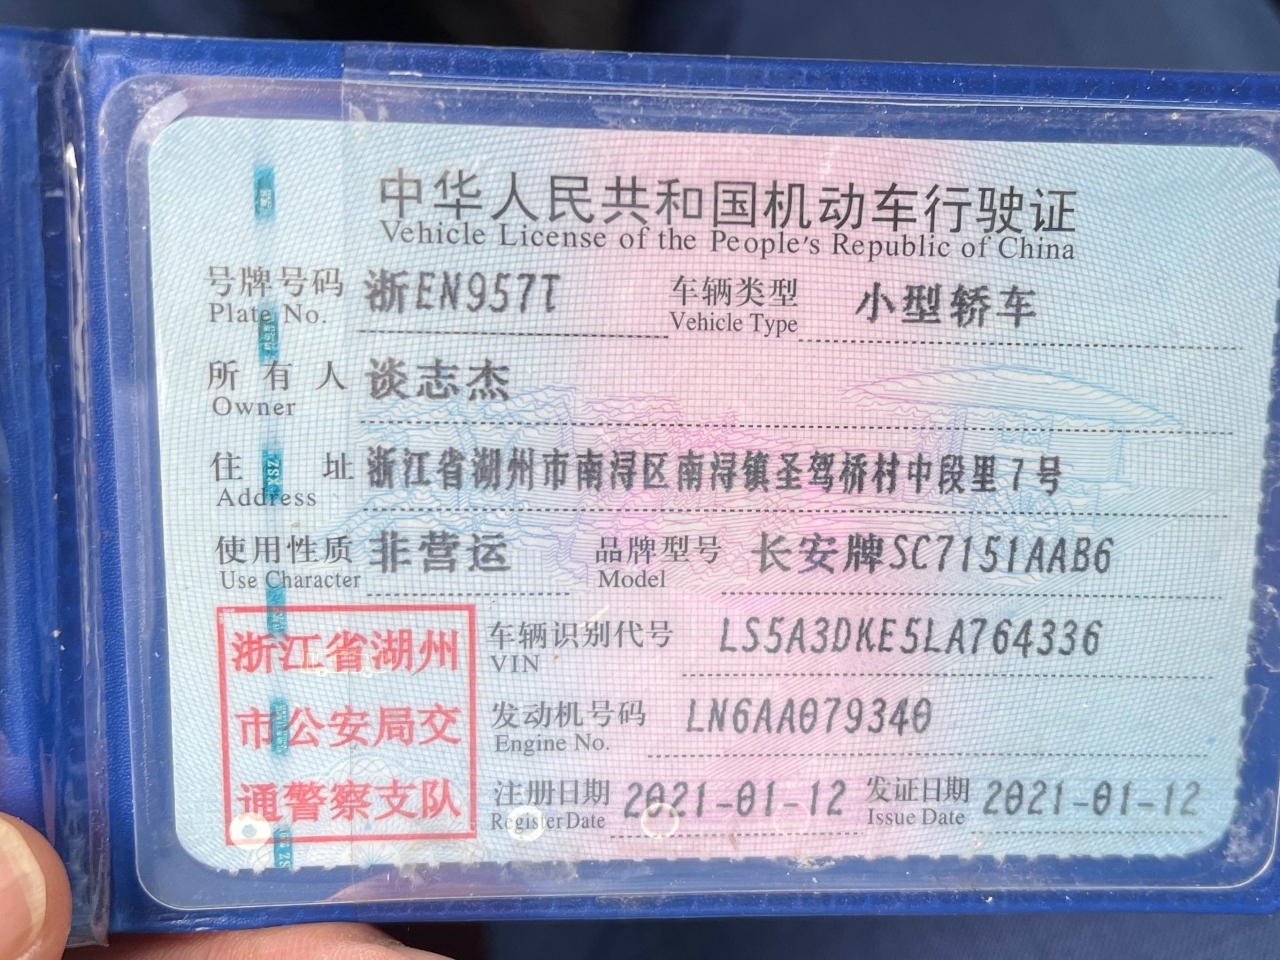 中华人民共和国机动车行驶证
Vehicle License of the People's Republic of China
号牌号码 浙EN957T 车辆类型 小型轿车
Plate No. Vehicle Type
所有人 谈志杰
Owner
住址 浙江省湖州市南浔区南浔镇圣驾桥村中段里7号
Address
使用性质 非营运 品牌型号 长安牌SC7151AAB6
Use Character Model
浙江省湖州
市公安局交
通警察支队
车辆识别代号 LS5A3DKE5LA764336
VIN
发动机号码 LN6AA079340
Engine No.
注册日期 2021-01-12 发证日期 2021-01-12
Register Date Issue Date